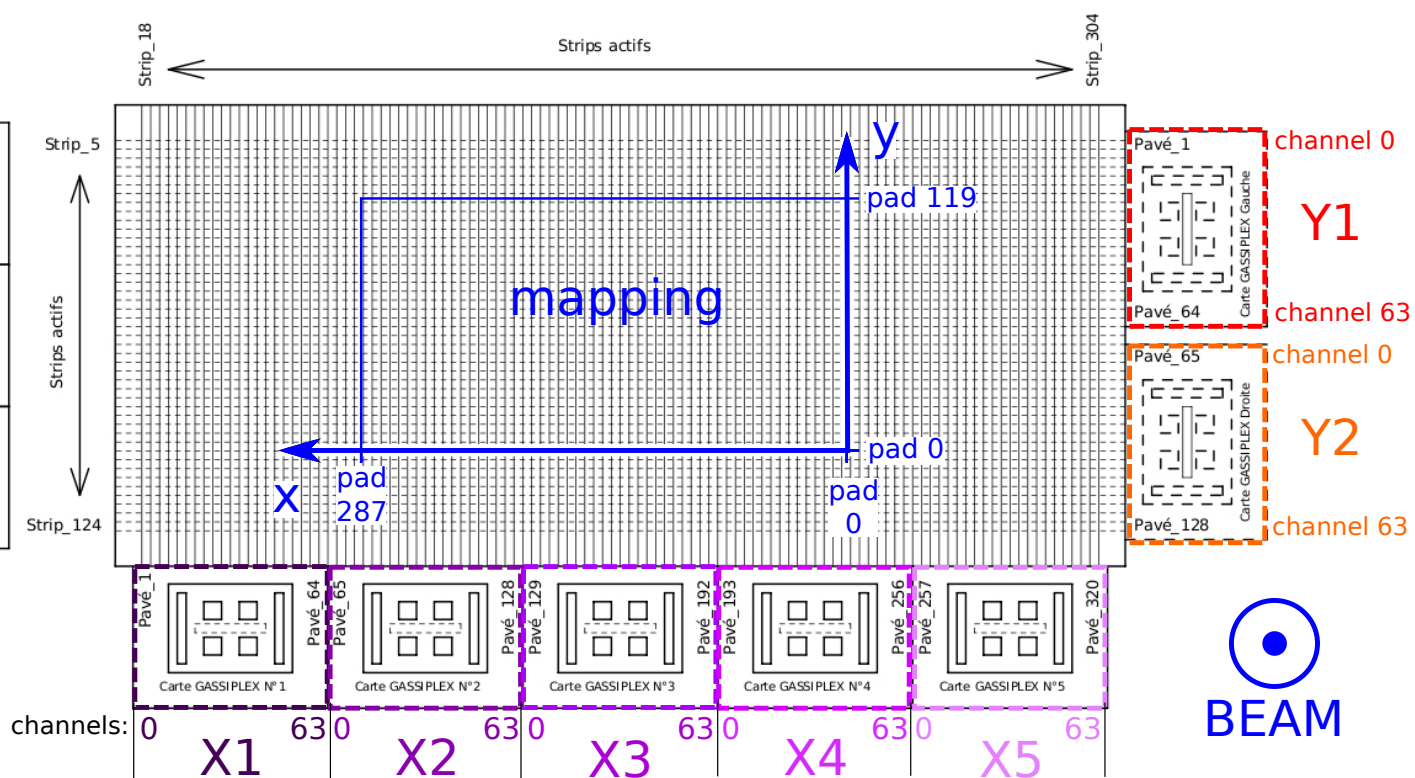 Strip_18
Strips actifs
Strip_304
Strip_5
Strips actifs
Strip_124
y
pad 119
mapping
pad 0
x
pad
287
pad
0
Pavé_1
Carte GASSIPLEX Gauche
Pavé_64
channel 0
Y1
channel 63
Pavé_65
Carte GASSIPLEX Droite
Pavé_128
channel 0
Y2
channel 63
Pavé_1
Pavé_64
Carte GASSIPLEX N°1
Pavé_65
Pavé_128
Carte GASSIPLEX N°2
Pavé_129
Pavé_192
Carte GASSIPLEX N°3
Pavé_193
Pavé_256
Carte GASSIPLEX N°4
Pavé_257
Pavé_320
Carte GASSIPLEX N°5
channels: 0 63 0 63 0 63 0 63 0 63
X1 X2 X3 X4 X5
BEAM